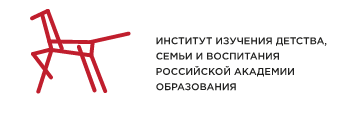 ИНСТИТУТ ИЗУЧЕНИЯ ДЕТСТВА,
СЕМЬИ И ВОСПИТАНИЯ
РОССИЙСКОЙ АКАДЕМИИ
ОБРАЗОВАНИЯ